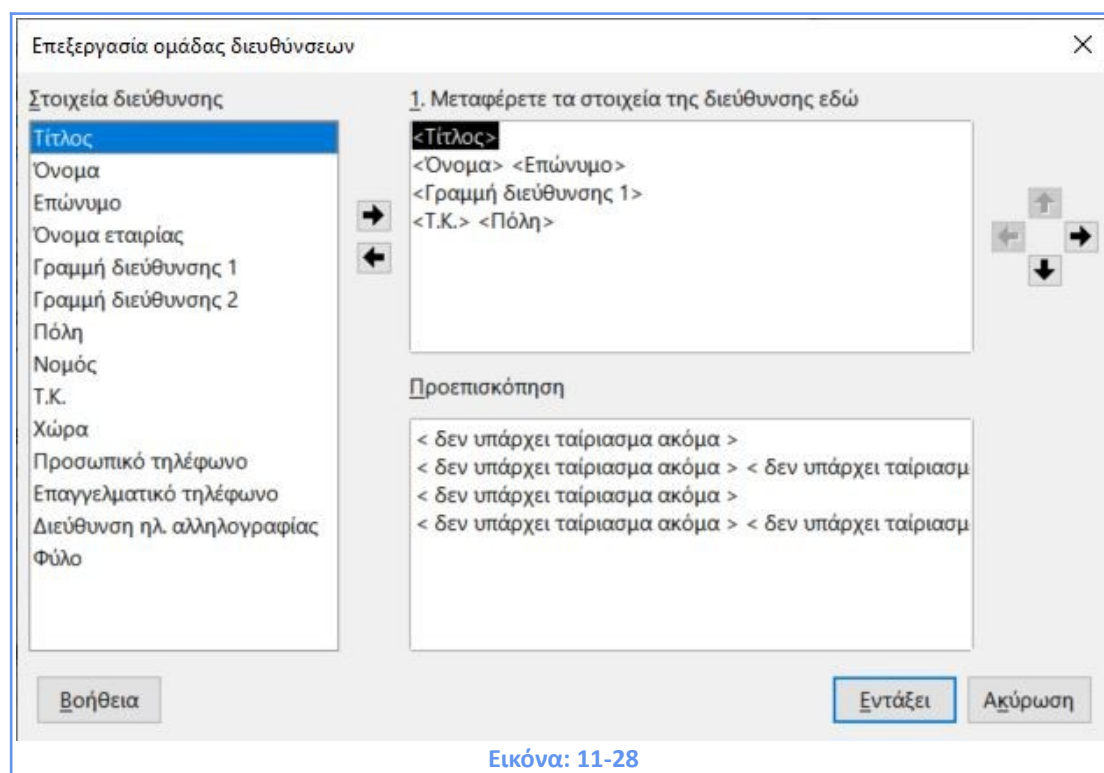 Επεξεργασία ομάδας διευθύνσεων
Στοιχεία διεύθυνσης
Τίτλος
Όνομα
Επώνυμο
Όνομα εταιρίας
Γραμμή διεύθυνσης 1
Γραμμή διεύθυνσης 2
Πόλη
Νομός
Τ.Κ.
Χώρα
Προσωπικό τηλέφωνο
Επαγγελματικό τηλέφωνο
Διεύθυνση ηλ. αλληλογραφίας
Φύλο
1. Μεταφέρετε τα στοιχεία της διεύθυνσης εδώ
<Τίτλος>
<Όνομα> <Επώνυμο>
<Γραμμή διεύθυνσης 1>
<Τ.Κ.> <Πόλη>
Προεπισκόπηση
< δεν υπάρχει ταίριασμα ακόμα >
< δεν υπάρχει ταίριασμα ακόμα > < δεν υπάρχει ταίριασμ
< δεν υπάρχει ταίριασμα ακόμα >
< δεν υπάρχει ταίριασμα ακόμα > < δεν υπάρχει ταίριασμ
Βοήθεια
Εντάξει
Ακύρωση
Εικόνα: 11-28